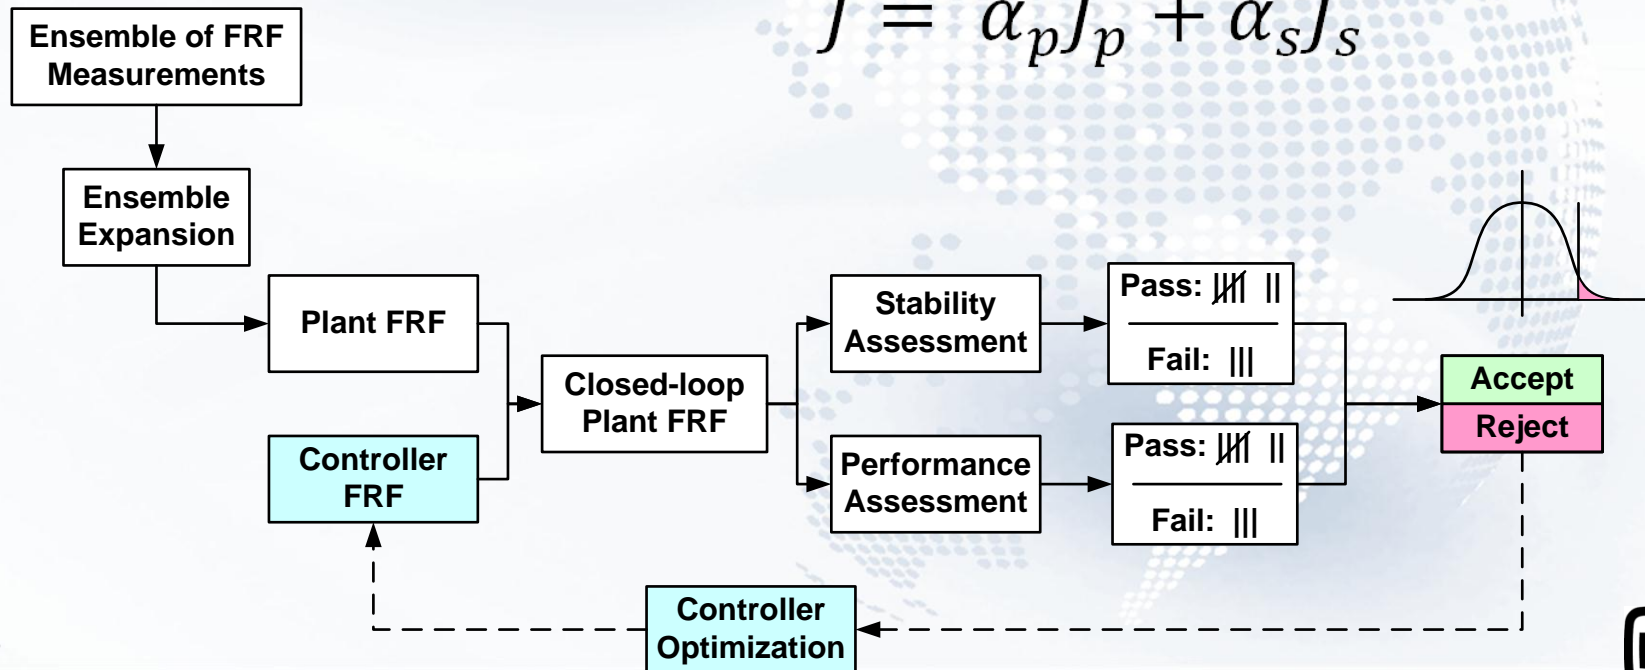 J = α_p J_p + α_s J_s
Ensemble of FRF
Measurements
Ensemble
Expansion
Plant FRF
Controller
FRF
Closed-loop
Plant FRF
Stability
Assessment
Performance
Assessment
Pass: 𝍸 ||
Fail: |||
Pass: 𝍸 ||
Fail: |||
Accept
Reject
Controller
Optimization